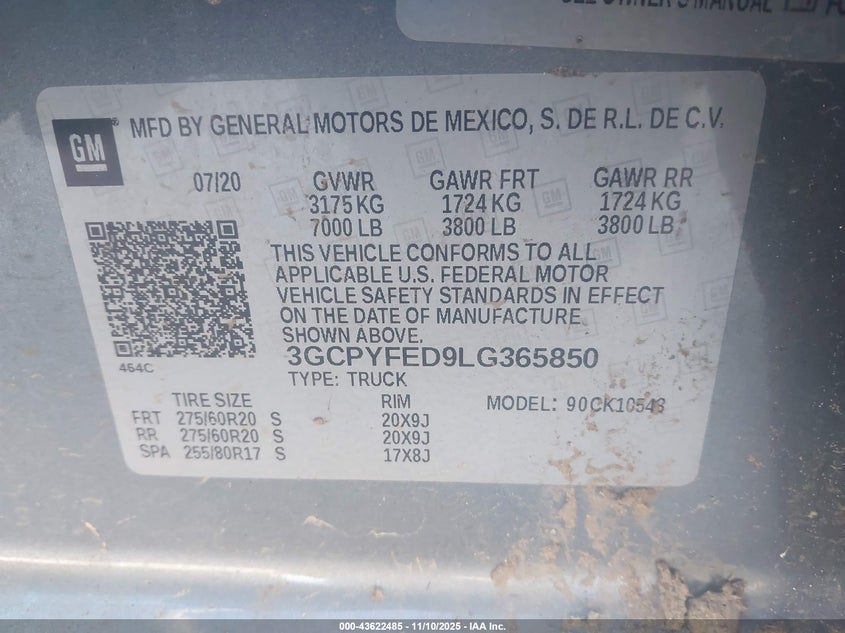 SEE OWNER'S MANUAL
GM
MFD BY GENERAL MOTORS DE MEXICO, S. DE R.L. DE C.V.
07/20 GVWR GAWR FRT GAWR RR
3175 KG 1724 KG 1724 KG
7000 LB 3800 LB 3800 LB
THIS VEHICLE CONFORMS TO ALL
APPLICABLE U.S. FEDERAL MOTOR
VEHICLE SAFETY STANDARDS IN EFFECT
ON THE DATE OF MANUFACTURE
SHOWN ABOVE.
464C
3GCPYFED9LG365850
TYPE: TRUCK
TIRE SIZE RIM MODEL: 90CK10543
FRT 275/60R20 S 20X9J
RR 275/60R20 S 20X9J
SPA 255/80R17 S 17X8J
000-43622485 - 11/10/2025 - IAA Inc.